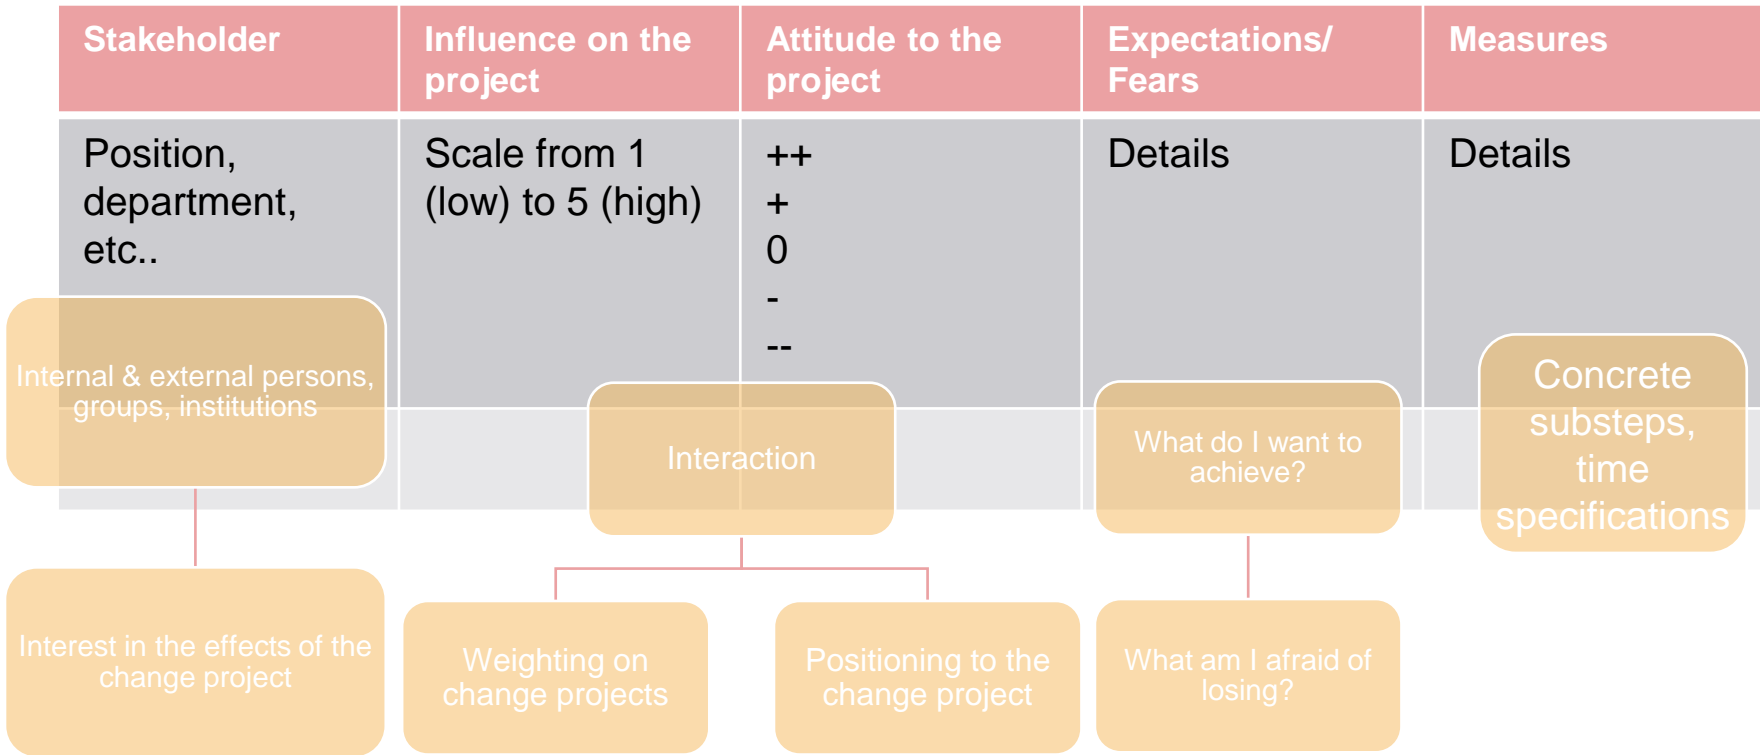 Stakeholder
Influence on the
project
Attitude to the
project
Expectations/
Fears
Measures
Position,
department,
etc..
Scale from 1
(low) to 5 (high)
++
+
0
-
--
Details
Details
Internal & external persons,
groups, institutions
Interaction
What do I want to
achieve?
Concrete
substeps,
time
specifications
Interest in the effects of the
change project
Weighting on
change projects
Positioning to the
change project
What am I afraid of
losing?